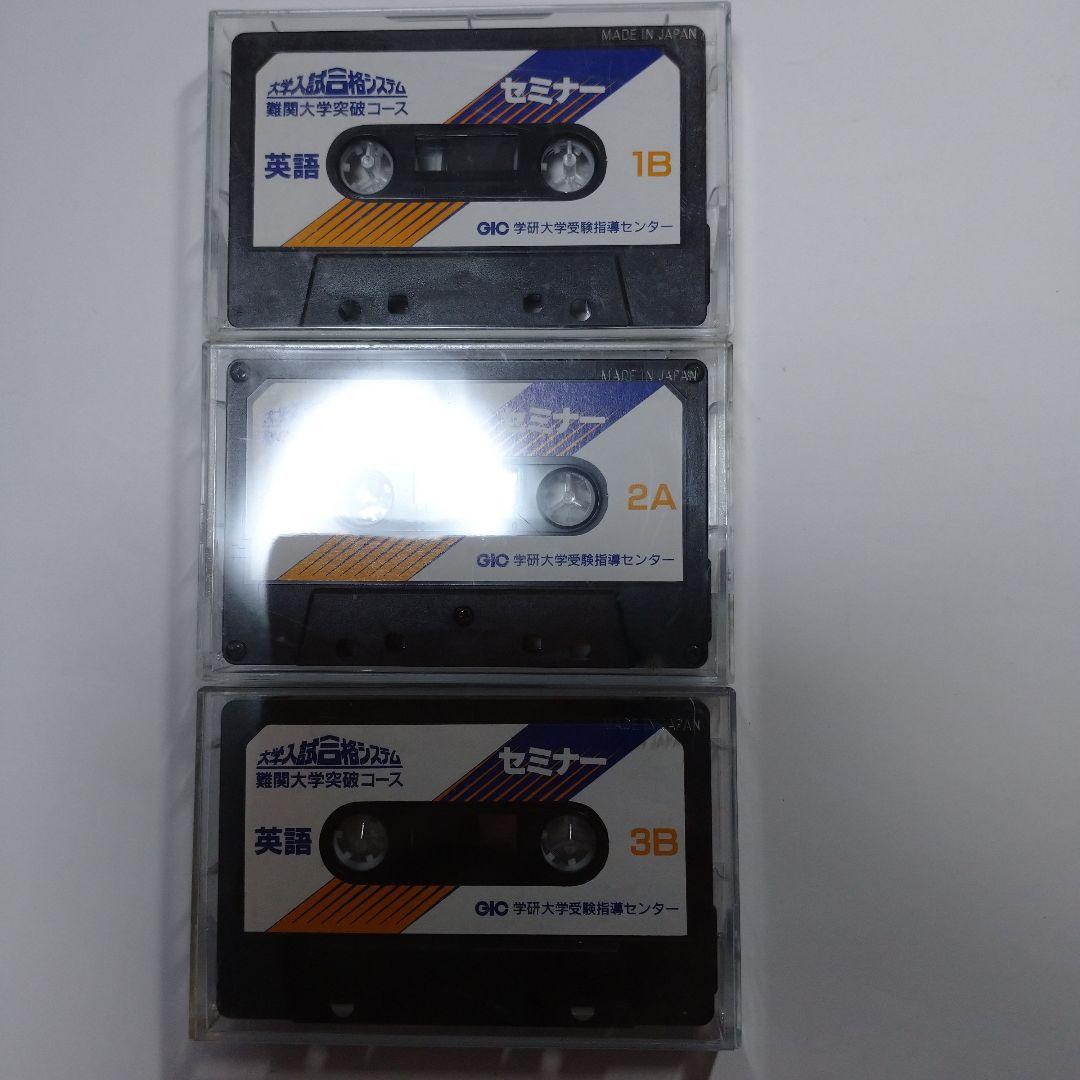 MADE IN JAPAN
大学入試合格システム
セミナー
難関大学突破コース
英語
1B
GIC 学研大学受験指導センター
MADE IN JAPAN
セミナー
2A
GIC 学研大学受験指導センター
MADE IN JAPAN
大学入試合格システム
セミナー
難関大学突破コース
英語
3B
GIC 学研大学受験指導センター